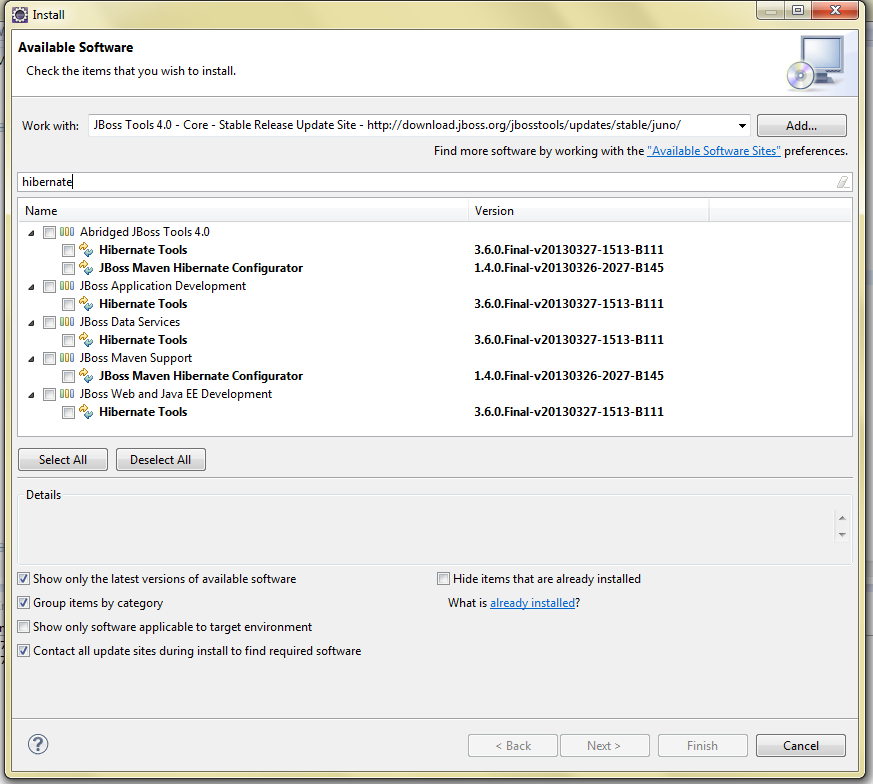 Install
Available Software
Check the items that you wish to install.
Work with: JBoss Tools 4.0 - Core - Stable Release Update Site - http://download.jboss.org/jbosstools/updates/stable/juno/ Add...
Find more software by working with the "Available Software Sites" preferences.
hibernate
Name Version
Abridged JBoss Tools 4.0
Hibernate Tools 3.6.0.Final-v20130327-1513-B111
JBoss Maven Hibernate Configurator 1.4.0.Final-v20130326-2027-B145
JBoss Application Development
Hibernate Tools 3.6.0.Final-v20130327-1513-B111
JBoss Data Services
Hibernate Tools 3.6.0.Final-v20130327-1513-B111
JBoss Maven Support
JBoss Maven Hibernate Configurator 1.4.0.Final-v20130326-2027-B145
JBoss Web and Java EE Development
Hibernate Tools 3.6.0.Final-v20130327-1513-B111
Select All Deselect All
Details
Show only the latest versions of available software Hide items that are already installed
Group items by category What is already installed?
Show only software applicable to target environment
Contact all update sites during install to find required software
? < Back Next > Finish Cancel